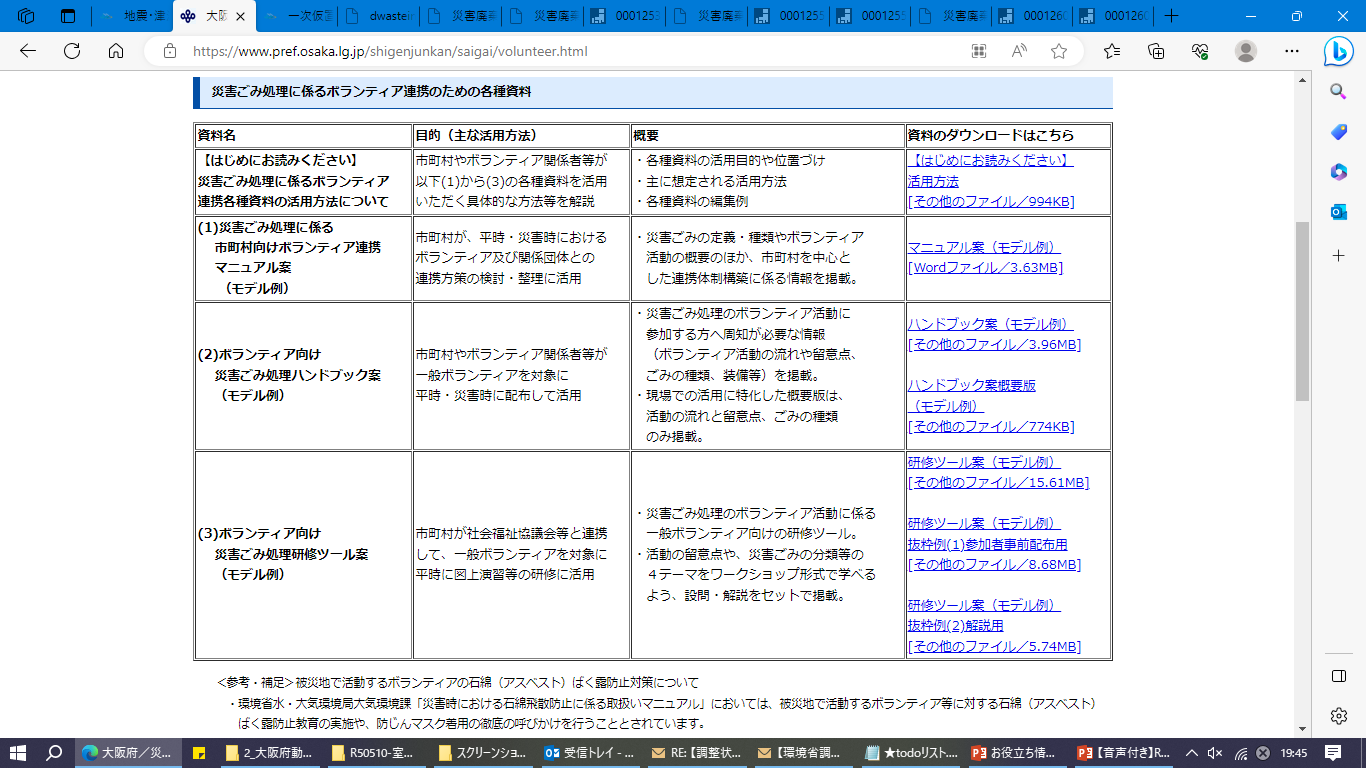 地震・津
大阪
一次仮置
dwastein
災害廃棄
災害廃棄
0001253
災害廃棄
0001255
0001255
災害廃棄
0001260
0001260
https://www.pref.osaka.lg.jp/shigenjunkan/saigai/volunteer.html
災害ごみ処理に係るボランティア連携のための各種資料
資料名
目的（主な活用方法）
概要
資料のダウンロードはこちら
【はじめにお読みください】
災害ごみ処理に係るボランティア
連携各種資料の活用方法について
市町村やボランティア関係者等が
以下(1)から(3)の各種資料を活用
いただく具体的な方法等を解説
・各種資料の活用目的や位置づけ
・主に想定される活用方法
・各種資料の編集例
【はじめにお読みください】
活用方法
[その他のファイル／994KB]
(1)災害ごみ処理に係る
市町村向けボランティア連携
マニュアル案
（モデル例）
市町村が、平時・災害時における
ボランティア及び関係団体との
連携方策の検討・整理に活用
・災害ごみの定義・種類やボランティア
活動の概要のほか、市町村を中心と
した連携体制構築に係る情報を掲載。
マニュアル案（モデル例）
[Wordファイル／3.63MB]
(2)ボランティア向け
災害ごみ処理ハンドブック案
（モデル例）
市町村やボランティア関係者等が
一般ボランティアを対象に
平時・災害時に配布して活用
・災害ごみ処理のボランティア活動に
参加する方へ周知が必要な情報
（ボランティア活動の流れや留意点、
ごみの種類、装備等）を掲載。
・現場での活用に特化した概要版は、
活動の流れと留意点、ごみの種類
のみ掲載。
ハンドブック案（モデル例）
[その他のファイル／3.96MB]
ハンドブック案概要版
（モデル例）
[その他のファイル／774KB]
(3)ボランティア向け
災害ごみ処理研修ツール案
（モデル例）
市町村が社会福祉協議会等と連携
して、一般ボランティアを対象に
平時に図上演習等の研修に活用
・災害ごみ処理のボランティア活動に係る
一般ボランティア向けの研修ツール。
・活動の留意点や、災害ごみの分類等の
４テーマをワークショップ形式で学べる
よう、設問・解説をセットで掲載。
研修ツール案（モデル例）
[その他のファイル／15.61MB]
研修ツール案（モデル例）
抜粋例(1)参加者事前配布用
[その他のファイル／8.68MB]
研修ツール案（モデル例）
抜粋例(2)解説用
[その他のファイル／5.74MB]
＜参考・補足＞被災地で活動するボランティアの石綿（アスベスト）ばく露防止対策について
・環境省水・大気環境局大気環境課「災害時における石綿飛散防止に係る取扱いマニュアル」においては、被災地で活動するボランティア等に対する石綿（アスベスト）
ばく露防止教育の実施や、防じんマスク着用の徹底の呼びかけを行うこととされています。
大阪府／災...
2_大阪府動...
R50510-室...
スクリーンショ...
受信トレイ - ...
RE:【調整状...
【環境省調...
★todoリスト...
お役立ち情...
【音声付き】R...
19:45